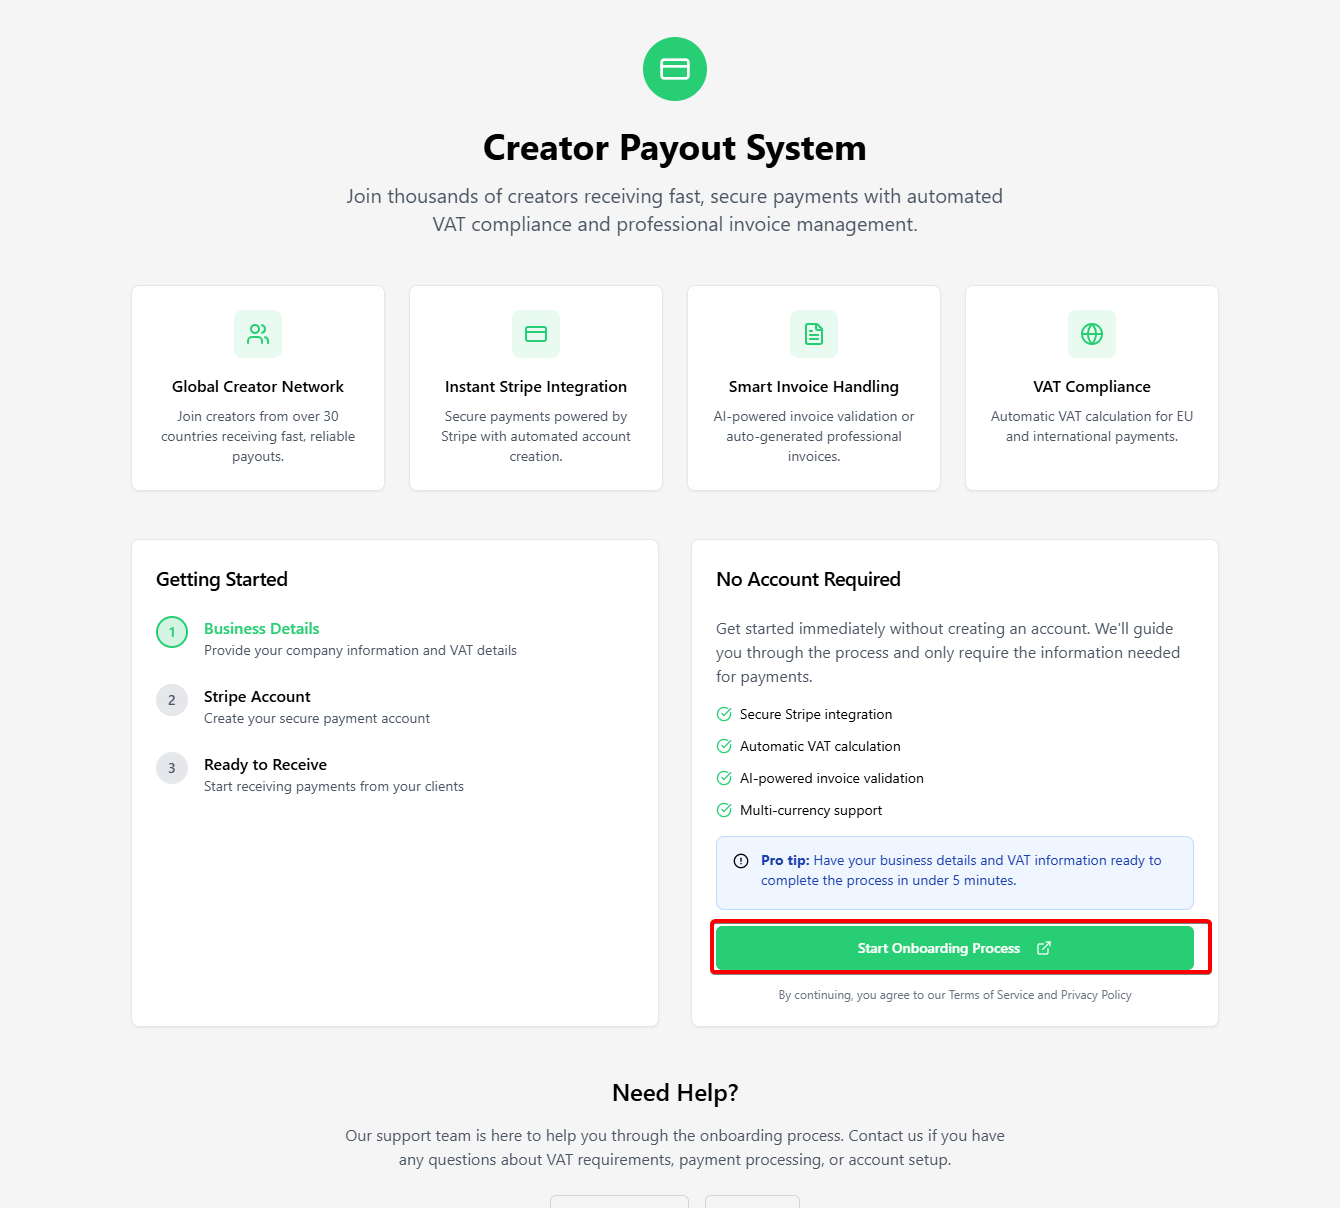 Creator Payout System
Join thousands of creators receiving fast, secure payments with automated
VAT compliance and professional invoice management.
Global Creator Network
Join creators from over 30
countries receiving fast, reliable
payouts.
Instant Stripe Integration
Secure payments powered by
Stripe with automated account
creation.
Smart Invoice Handling
AI-powered invoice validation or
auto-generated professional
invoices.
VAT Compliance
Automatic VAT calculation for EU
and international payments.
Getting Started
1
Business Details
Provide your company information and VAT details
2
Stripe Account
Create your secure payment account
3
Ready to Receive
Start receiving payments from your clients
No Account Required
Get started immediately without creating an account. We'll guide
you through the process and only require the information needed
for payments.
Secure Stripe integration
Automatic VAT calculation
AI-powered invoice validation
Multi-currency support
Pro tip: Have your business details and VAT information ready to
complete the process in under 5 minutes.
Start Onboarding Process
By continuing, you agree to our Terms of Service and Privacy Policy
Need Help?
Our support team is here to help you through the onboarding process. Contact us if you have
any questions about VAT requirements, payment processing, or account setup.